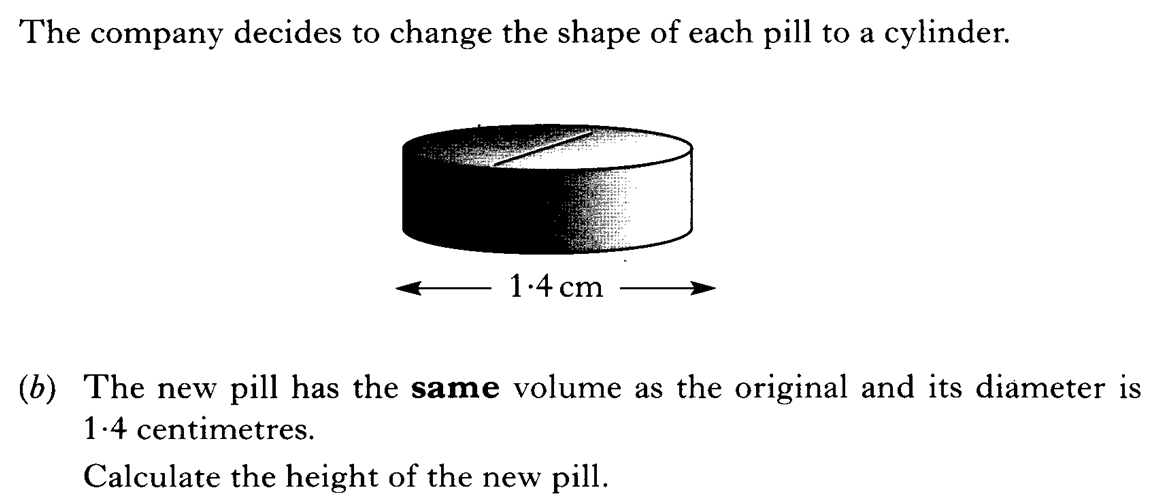 The company decides to change the shape of each pill to a cylinder.
1·4 cm
(b) The new pill has the same volume as the original and its diameter is
1·4 centimetres.
Calculate the height of the new pill.